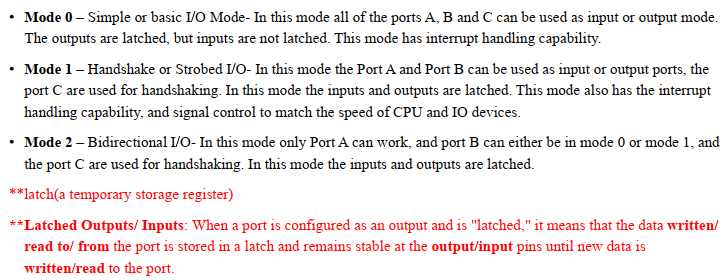 • Mode 0 – Simple or basic I/O Mode- In this mode all of the ports A, B and C can be used as input or output mode.
The outputs are latched, but inputs are not latched. This mode has interrupt handling capability.
• Mode 1 – Handshake or Strobed I/O- In this mode the Port A and Port B can be used as input or output ports, the
port C are used for handshaking. In this mode the inputs and outputs are latched. This mode also has the interrupt
handling capability, and signal control to match the speed of CPU and IO devices.
• Mode 2 – Bidirectional I/O- In this mode only Port A can work, and port B can either be in mode 0 or mode 1, and
the port C are used for handshaking. In this mode the inputs and outputs are latched.
**latch(a temporary storage register)
**Latched Outputs/ Inputs: When a port is configured as an output and is "latched," it means that the data written/
read to/ from the port is stored in a latch and remains stable at the output/input pins until new data is
written/read to the port.